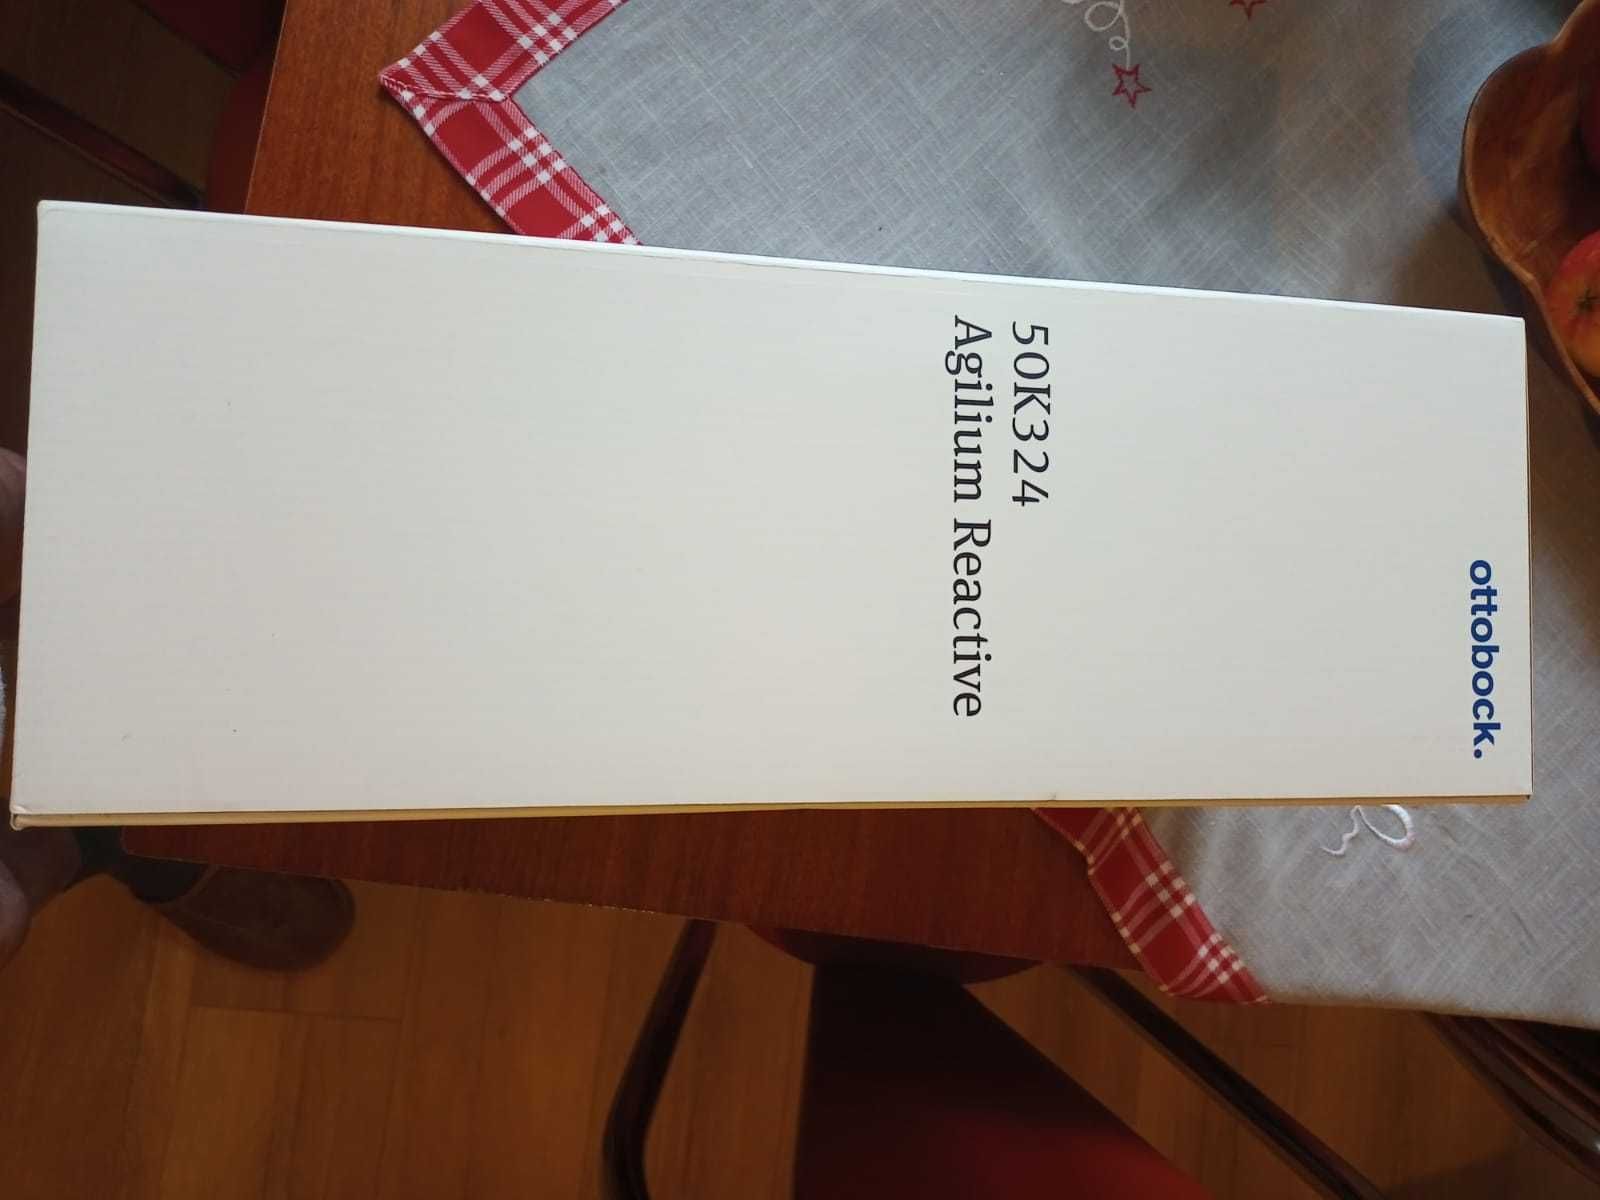 ottobock.
50K324
Agilium Reactive